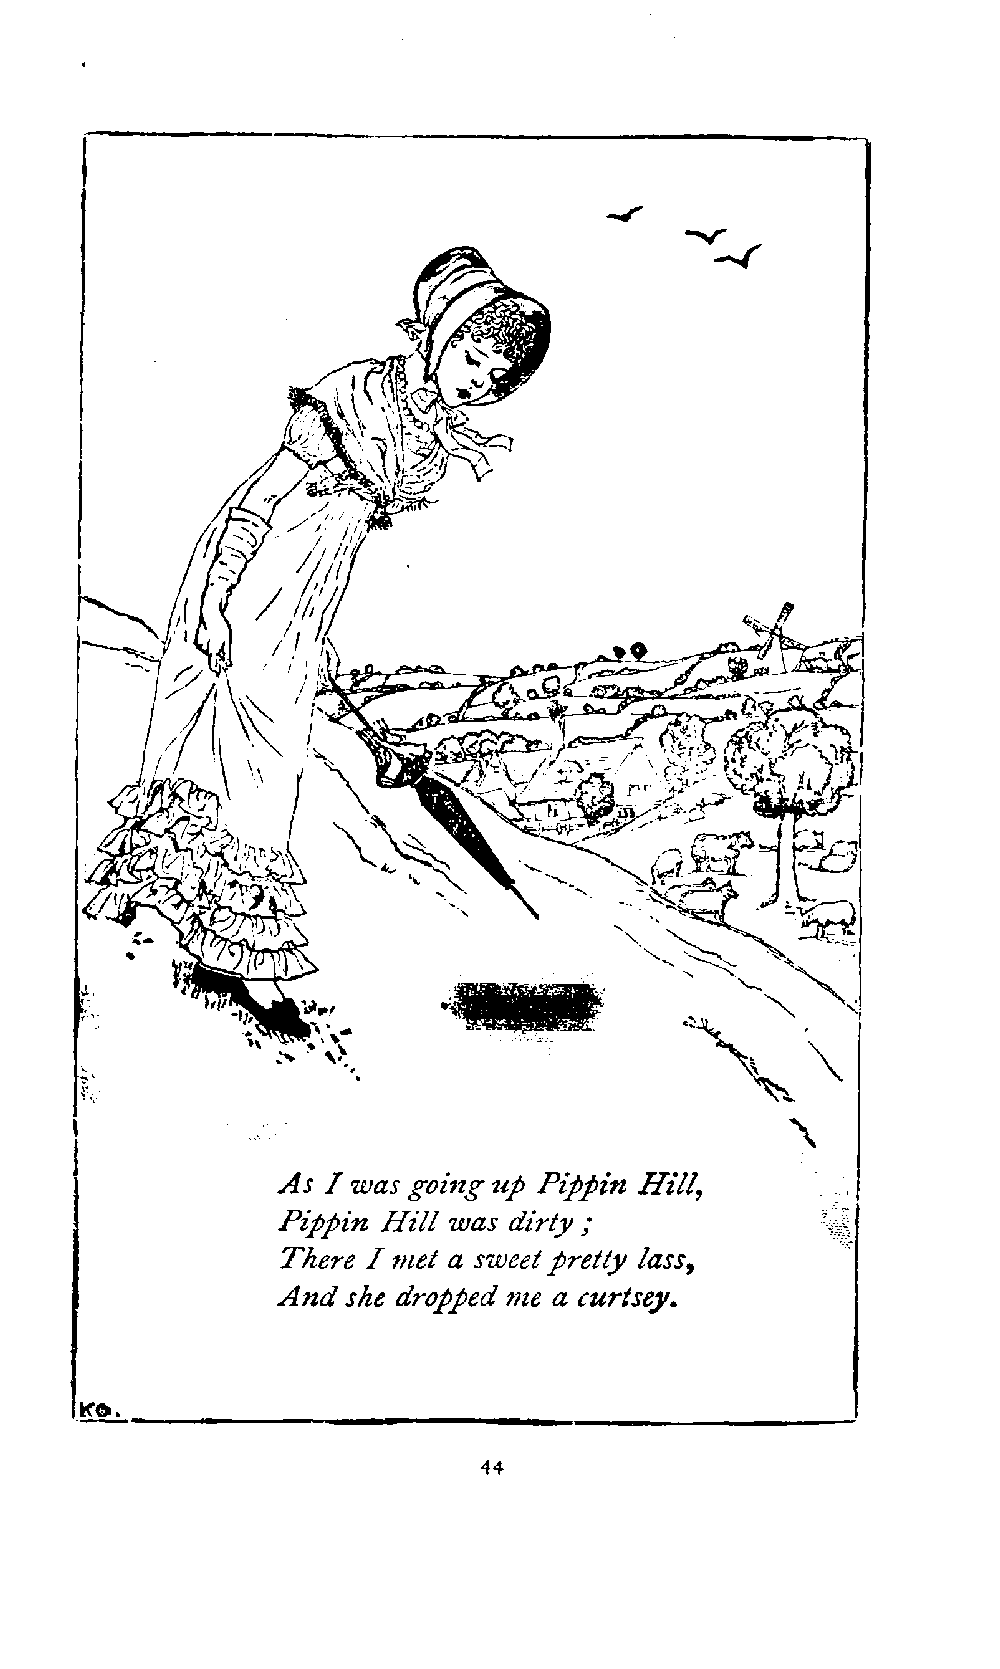 As I was going up Pippin Hill,
Pippin Hill was dirty ;
There I met a sweet pretty lass,
And she dropped me a curtsey.
KG.
44